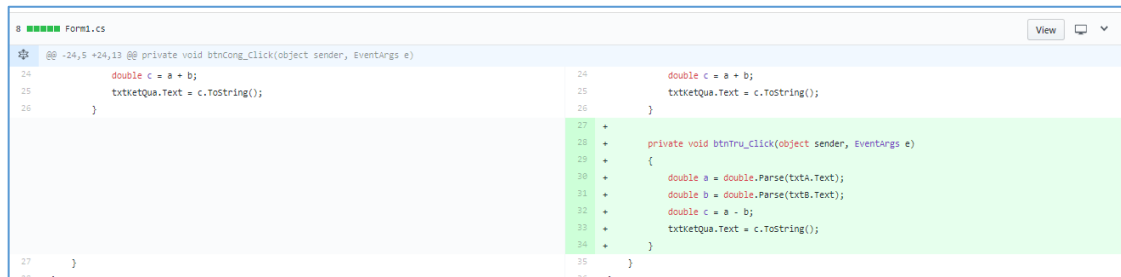 8 Form1.cs View
@@ -24,5 +24,13 @@ private void btnCong_Click(object sender, EventArgs e)
24 double c = a + b; 24 double c = a + b;
25 txtKetQua.Text = c.ToString(); 25 txtKetQua.Text = c.ToString();
26 } 26 }
27 +
28 + private void btnTru_Click(object sender, EventArgs e)
29 + {
30 + double a = double.Parse(txtA.Text);
31 + double b = double.Parse(txtB.Text);
32 + double c = a - b;
33 + txtKetQua.Text = c.ToString();
34 + }
27 } 35 }